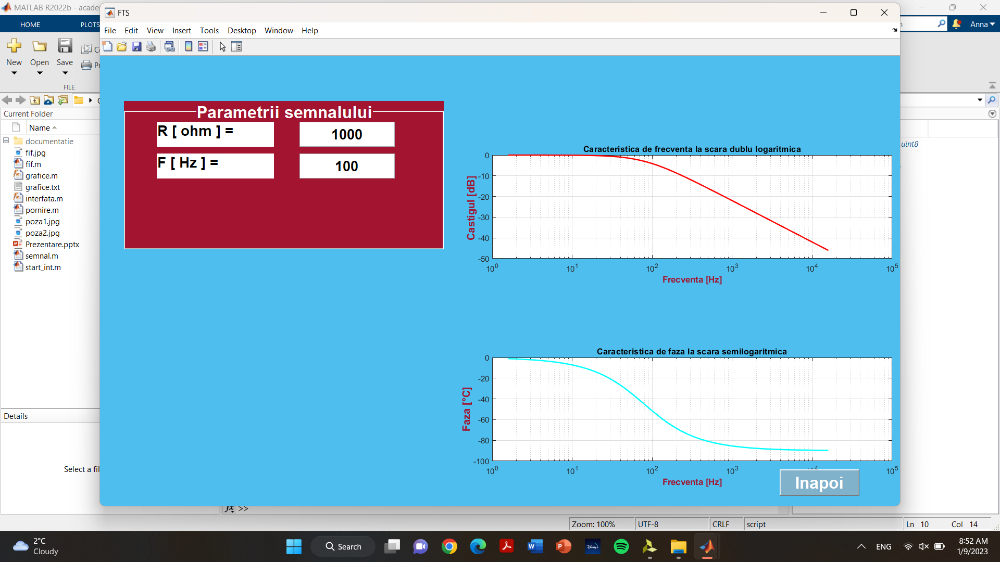 MATLAB R2022b - acade
FTS
HOME
PLOTS
Anna
File Edit View Insert Tools Desktop Window Help
New
Open
Save
FILE
Current Folder
Name
documentatie
fif.jpg
fif.m
grafice.m
grafice.txt
interfata.m
pornire.m
poza1.jpg
poza2.jpg
Prezentare.pptx
semnal.m
start_int.m
Details
Select a fil
Parametrii semnalului
R [ ohm ] =
1000
F [ Hz ] =
100
uint8
Caracteristica de frecventa la scara dublu logaritmica
Castigul [dB]
0
-10
-20
-30
-40
-50
10^0 10^1 10^2 10^3 10^4 10^5
Frecventa [Hz]
Caracteristica de faza la scara semilogaritmica
Faza [°C]
0
-20
-40
-60
-80
-100
10^0 10^1 10^2 10^3 10^5
Frecventa [Hz]
Inapoi
fx >>
Zoom: 100% UTF-8 CRLF script Ln 10 Col 14
2°C
Cloudy
Search
ENG
8:52 AM
1/9/2023